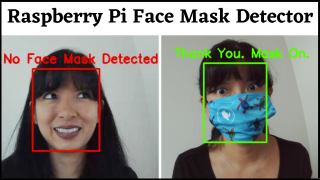 Raspberry Pi Face Mask Detector
No Face Mask Detected
Thank You. Mask On.